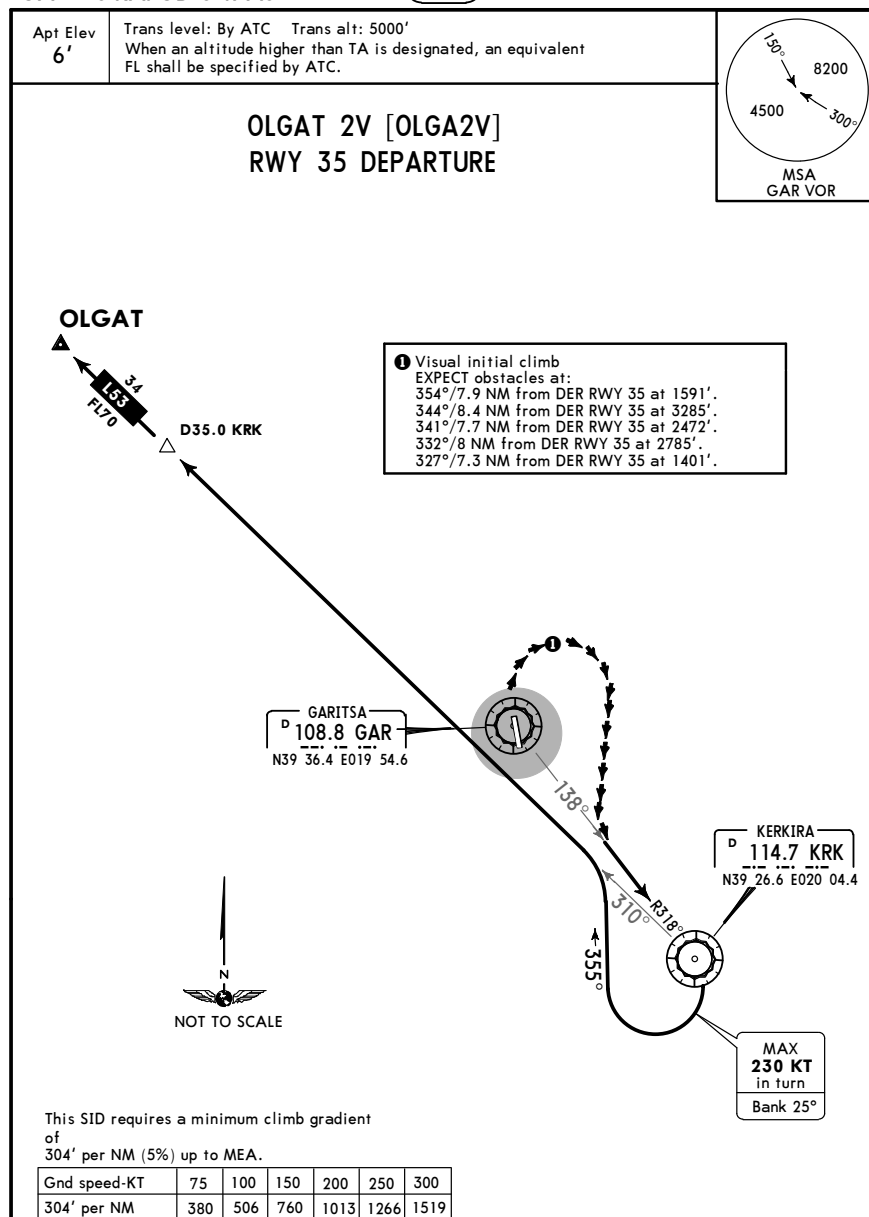 Apt Elev
6'
Trans level: By ATC Trans alt: 5000'
When an altitude higher than TA is designated, an equivalent
FL shall be specified by ATC.
150°
8200
4500
300°
MSA
GAR VOR
OLGAT 2V [OLGA2V]
RWY 35 DEPARTURE
OLGAT
34
L53
FL70
D35.0 KRK
1 Visual initial climb
EXPECT obstacles at:
354°/7.9 NM from DER RWY 35 at 1591'.
344°/8.4 NM from DER RWY 35 at 3285'.
341°/7.7 NM from DER RWY 35 at 2472'.
332°/8 NM from DER RWY 35 at 2785'.
327°/7.3 NM from DER RWY 35 at 1401'.
1
GARITSA
D 108.8 GAR
N39 36.4 E019 54.6
138°
KERKIRA
D 114.7 KRK
N39 26.6 E020 04.4
R318°
310°
355°
N
NOT TO SCALE
MAX
230 KT
in turn
Bank 25°
This SID requires a minimum climb gradient
of
304' per NM (5%) up to MEA.
Gnd speed-KT 75 100 150 200 250 300
304' per NM 380 506 760 1013 1266 1519